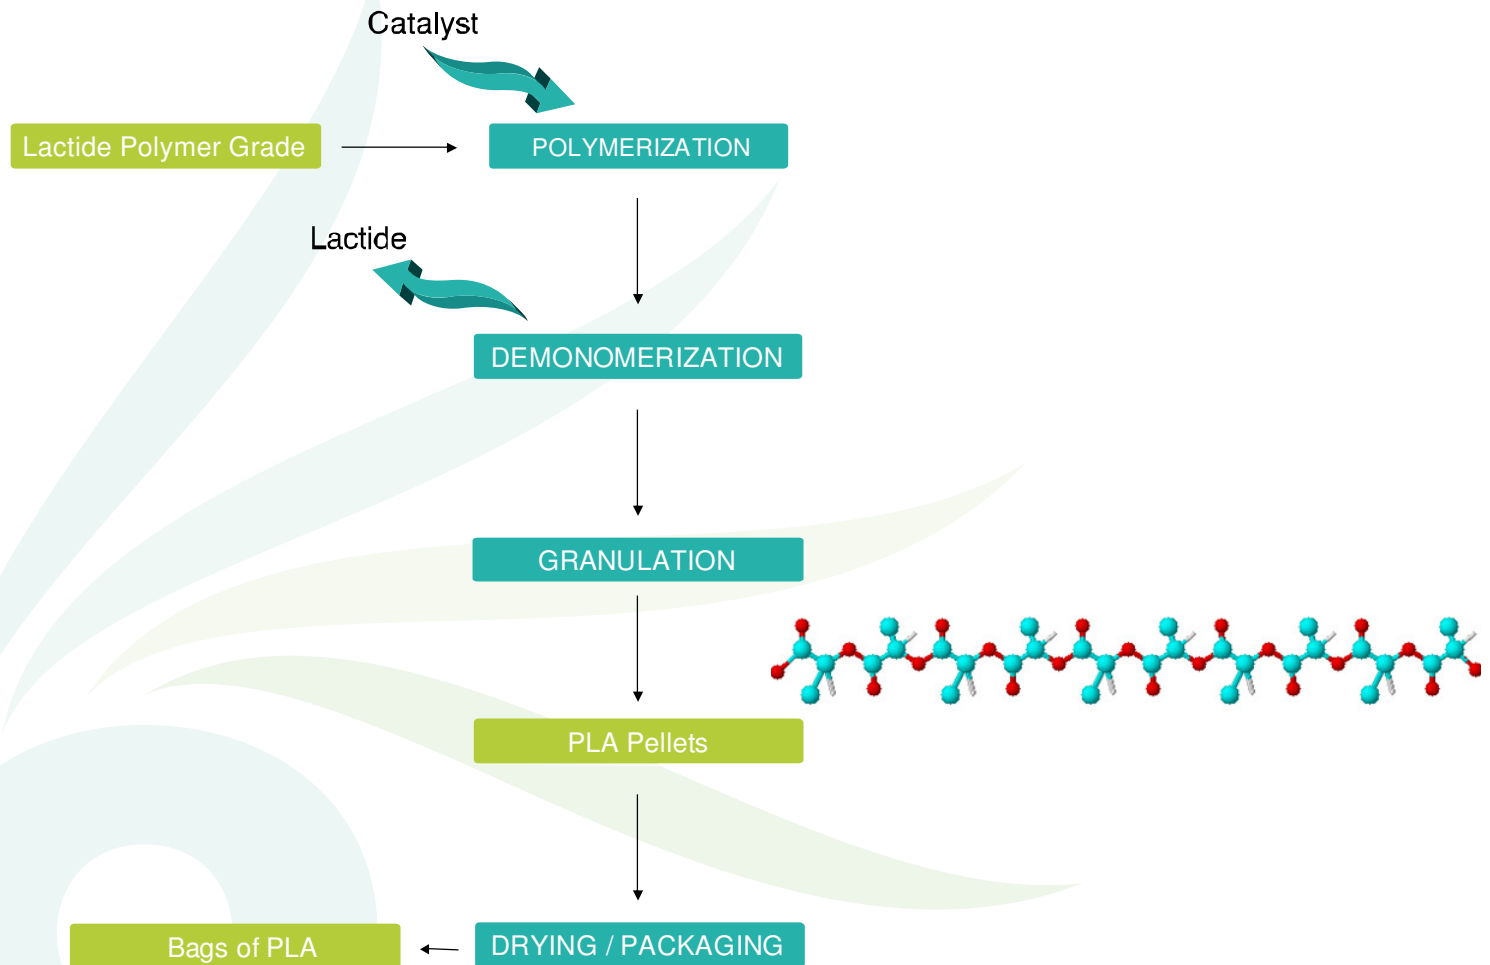 Catalyst
Lactide Polymer Grade
POLYMERIZATION
Lactide
DEMONOMERIZATION
GRANULATION
PLA Pellets
DRYING / PACKAGING
Bags of PLA